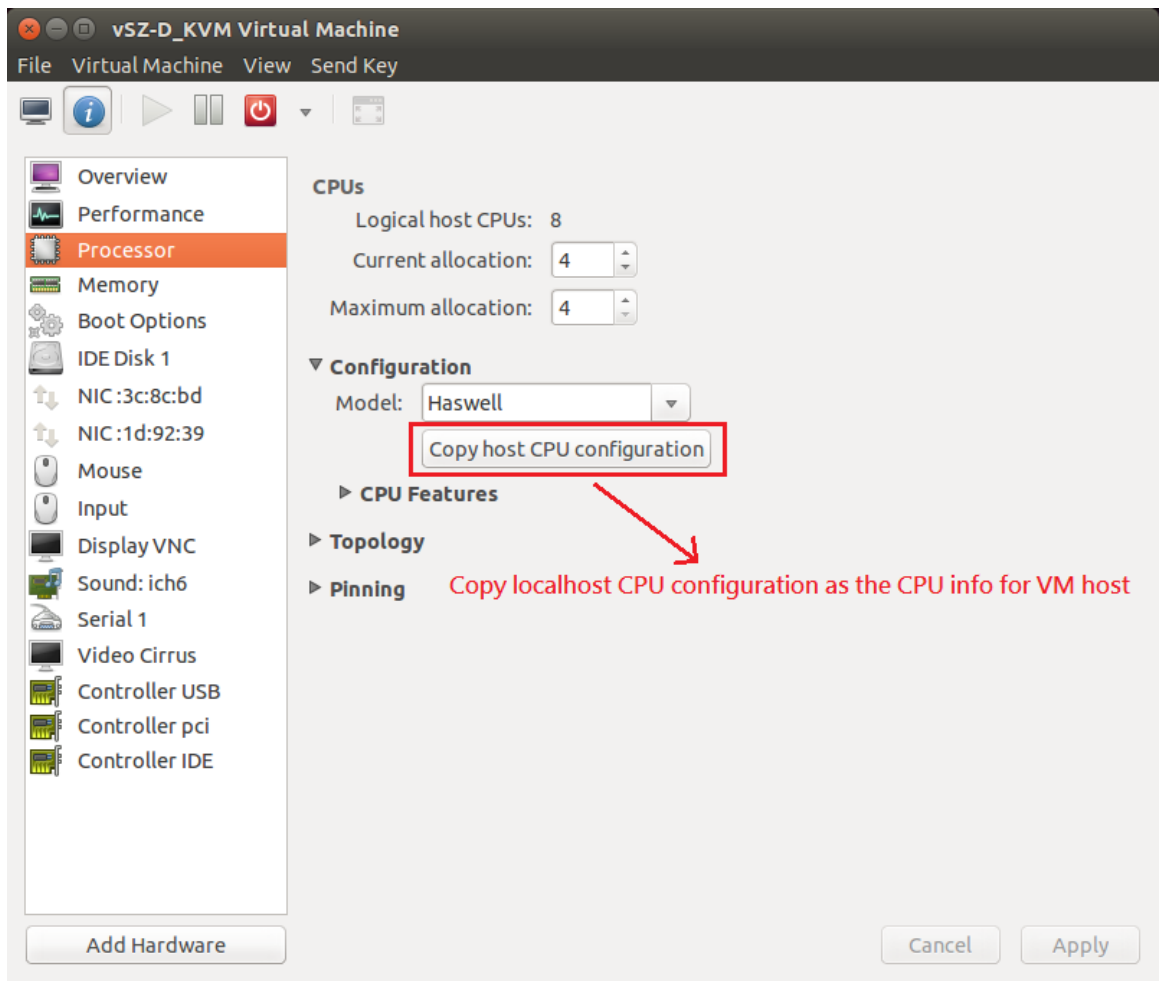 vSZ-D_KVM Virtual Machine
File Virtual Machine View Send Key
Overview
Performance
Processor
Memory
Boot Options
IDE Disk 1
NIC :3c:8c:bd
NIC :1d:92:39
Mouse
Input
Display VNC
Sound: ich6
Serial 1
Video Cirrus
Controller USB
Controller pci
Controller IDE
Add Hardware
CPUs
Logical host CPUs: 8
Current allocation: 4
Maximum allocation: 4
Configuration
Model: Haswell
Copy host CPU configuration
CPU Features
Topology
Pinning
Copy localhost CPU configuration as the CPU info for VM host
Cancel Apply